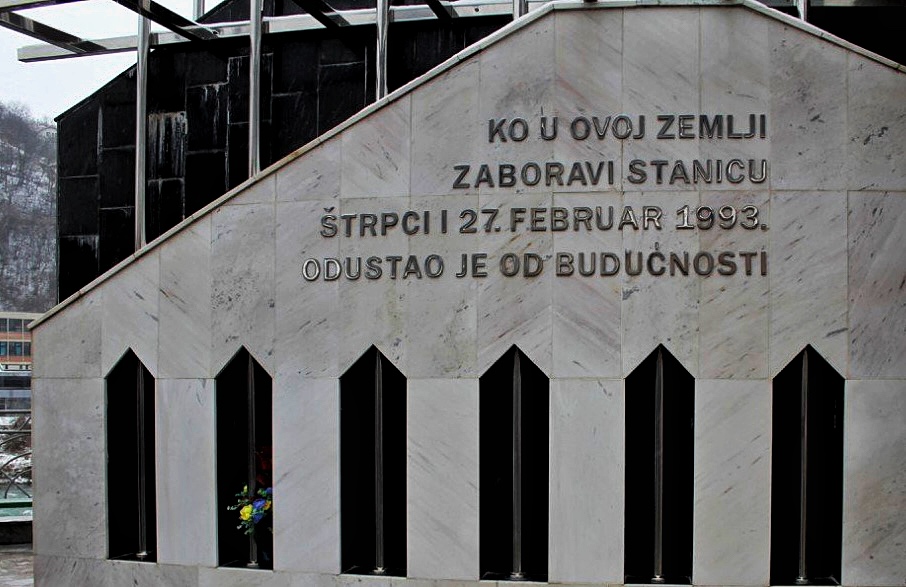 KO U OVOJ ZEMLJI
ZABORAVI STANICU
ŠTRPCI I 27. FEBRUAR 1993.
ODUSTAO JE OD BUDUĆNOSTI